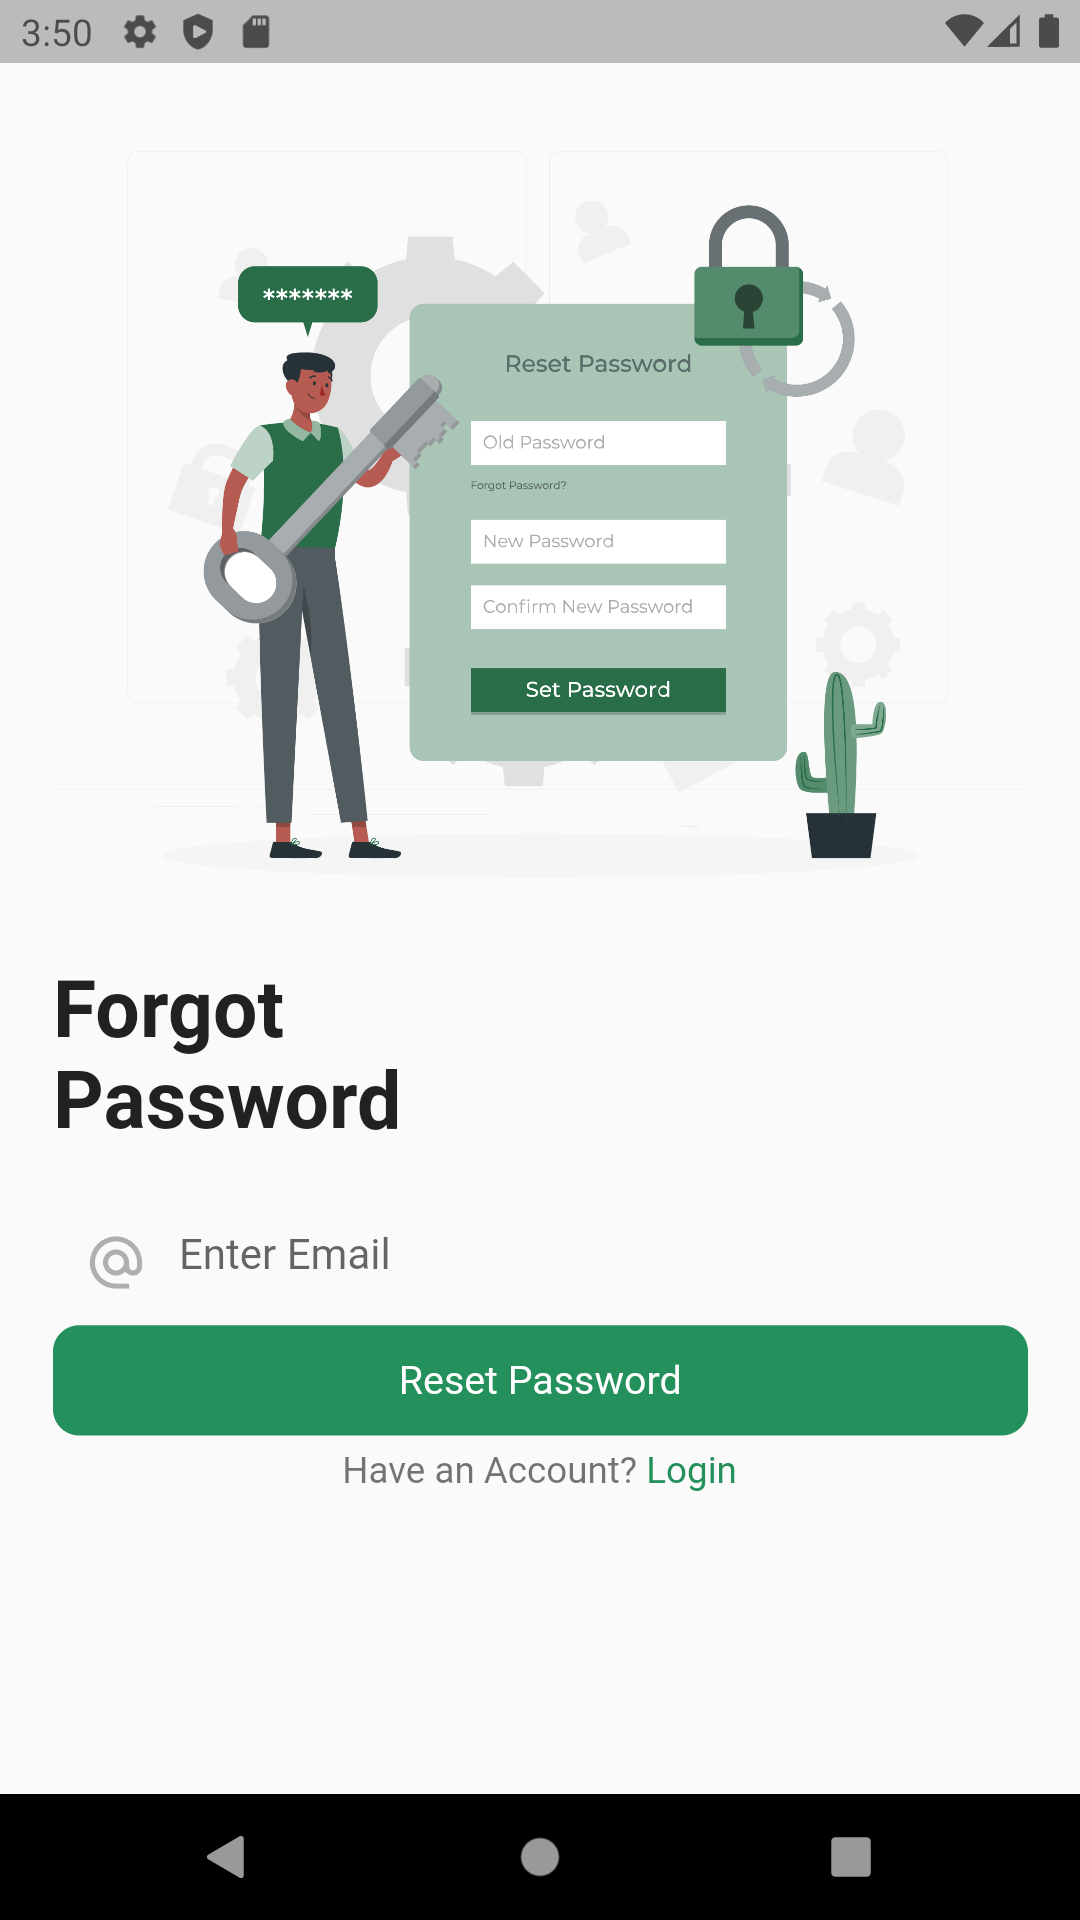 3:50
*******
Reset Password
Old Password
Forgot Password?
New Password
Confirm New Password
Set Password
Forgot
Password
Enter Email
Reset Password
Have an Account? Login